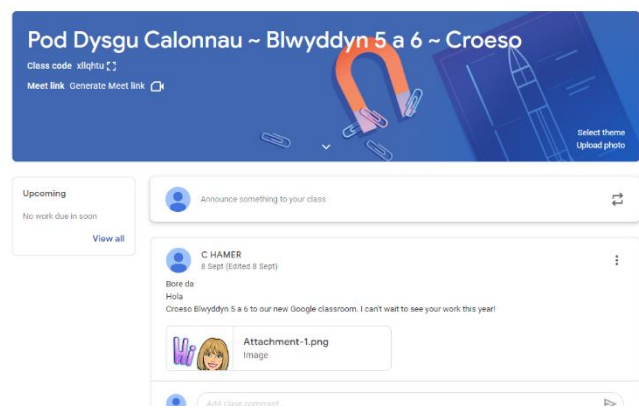 Pod Dysgu Calonnau ~ Blwyddyn 5 a 6 ~ Croeso
Class code xllqhtu
Meet link Generate Meet link
Select theme
Upload photo
Upcoming
No work due in soon
View all
Announce something to your class
C HAMER
8 Sept (Edited 8 Sept)
Bore da
Hola
Croeso Blwyddyn 5 a 6 to our new Google classroom. I can't wait to see your work this year!
Hi
Attachment-1.png
Image
Add class comment...